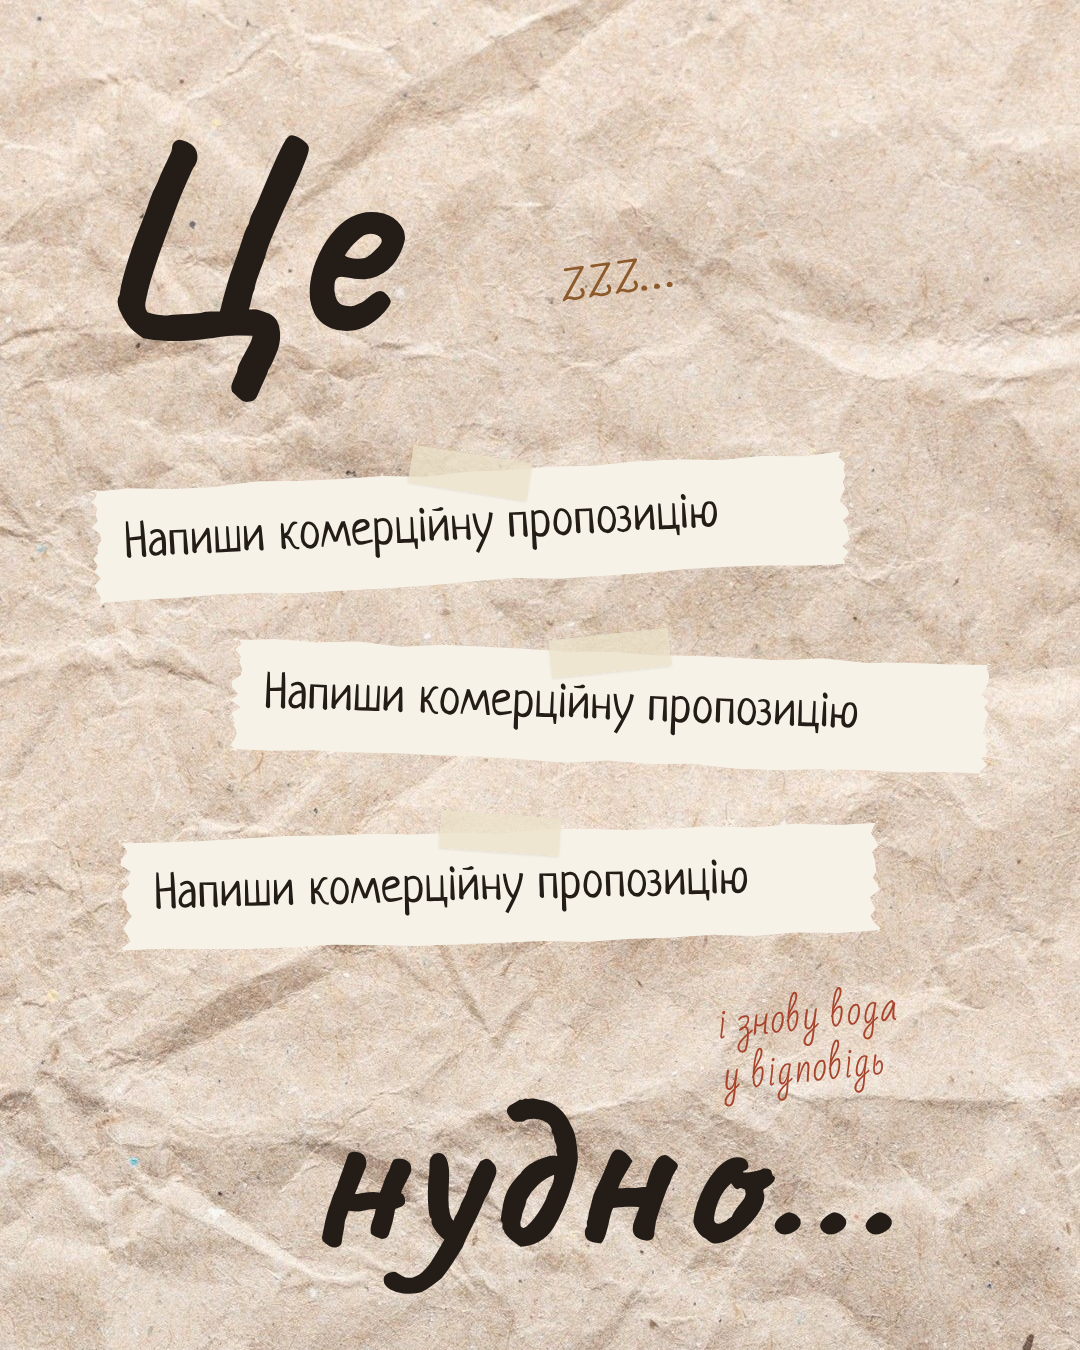 Це
zzz...
Напиши комерційну пропозицію
Напиши комерційну пропозицію
Напиши комерційну пропозицію
і знову вода
у відповідь
нудно...